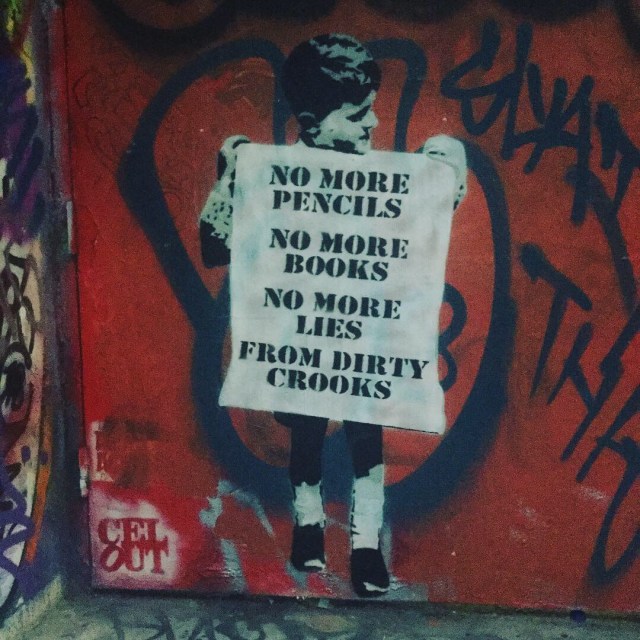 NO MORE
PENCILS
NO MORE
BOOKS
NO MORE
LIES
FROM DIRTY
CROOKS
CEL
OUT